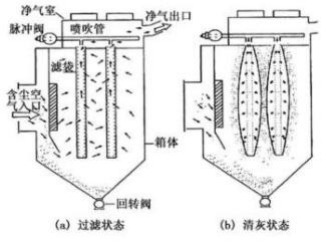 净气室
净气出口
脉冲阀
喷吹管
滤袋
含尘空
气入口
箱体
回转阀
(a) 过滤状态
(b) 清灰状态